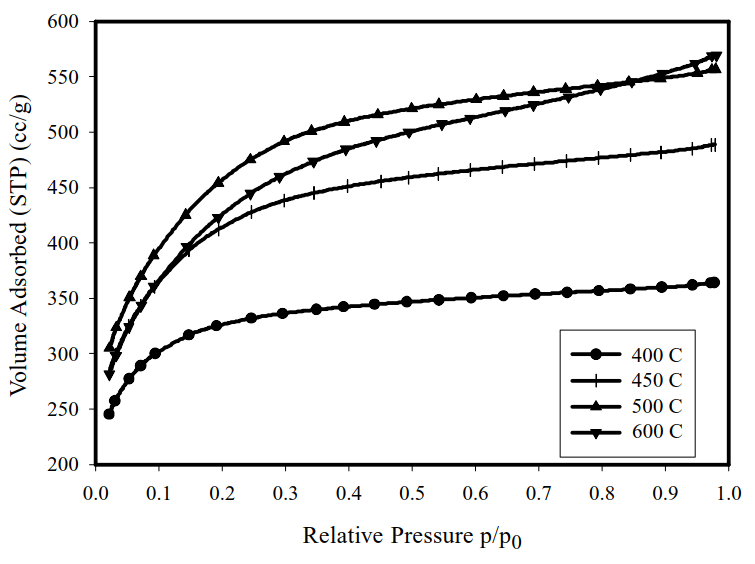 600
550
500
450
400
350
300
250
200
Volume Adsorbed (STP) (cc/g)
400 C
450 C
500 C
600 C
0.0 0.1 0.2 0.3 0.4 0.5 0.6 0.7 0.8 0.9 1.0
Relative Pressure p/p0